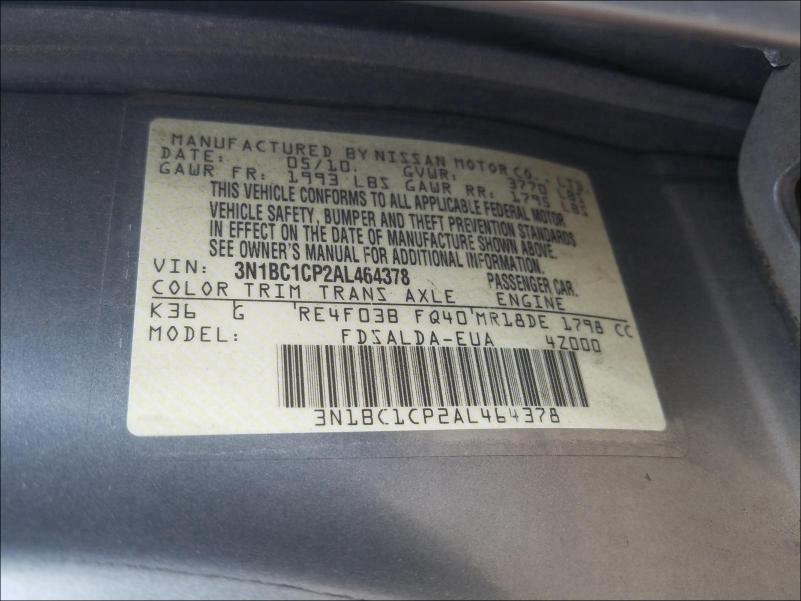 MANUFACTURED BY NISSAN MOTOR CO., LTD.
DATE: 05/10. GVWR: 3770 LBS
GAWR FR: 1993 LBS GAWR RR: 1795 LBS
THIS VEHICLE CONFORMS TO ALL APPLICABLE FEDERAL MOTOR
VEHICLE SAFETY, BUMPER AND THEFT PREVENTION STANDARDS
IN EFFECT ON THE DATE OF MANUFACTURE SHOWN ABOVE.
SEE OWNER'S MANUAL FOR ADDITIONAL INFORMATION.
VIN: 3N1BC1CP2AL464378 PASSENGER CAR.
COLOR TRIM TRANS AXLE ENGINE
K36 G RE4F03B FQ40 MR18DE 1798 CC
MODEL: FDSALDA-EUA 4Z000
3N1BC1CP2AL464378